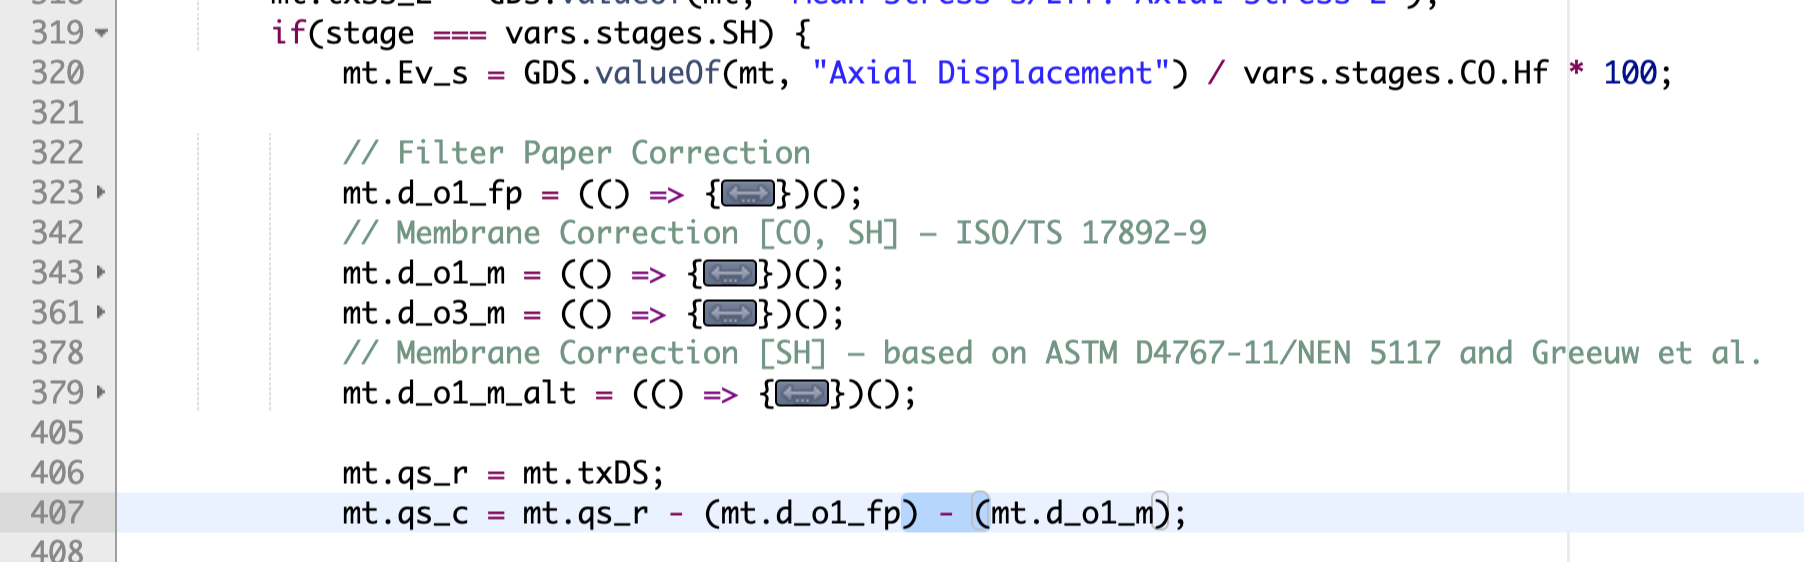 319 if(stage === vars.stages.SH) {
320 mt.Ev_s = GDS.valueOf(mt, "Axial Displacement") / vars.stages.CO.Hf * 100;
321
322 // Filter Paper Correction
323 mt.d_o1_fp = (() => {...})();
342 // Membrane Correction [CO, SH] – ISO/TS 17892-9
343 mt.d_o1_m = (() => {...})();
361 mt.d_o3_m = (() => {...})();
378 // Membrane Correction [SH] – based on ASTM D4767-11/NEN 5117 and Greeuw et al.
379 mt.d_o1_m_alt = (() => {...})();
405
406 mt.qs_r = mt.txDS;
407 mt.qs_c = mt.qs_r - (mt.d_o1_fp) - (mt.d_o1_m);
408